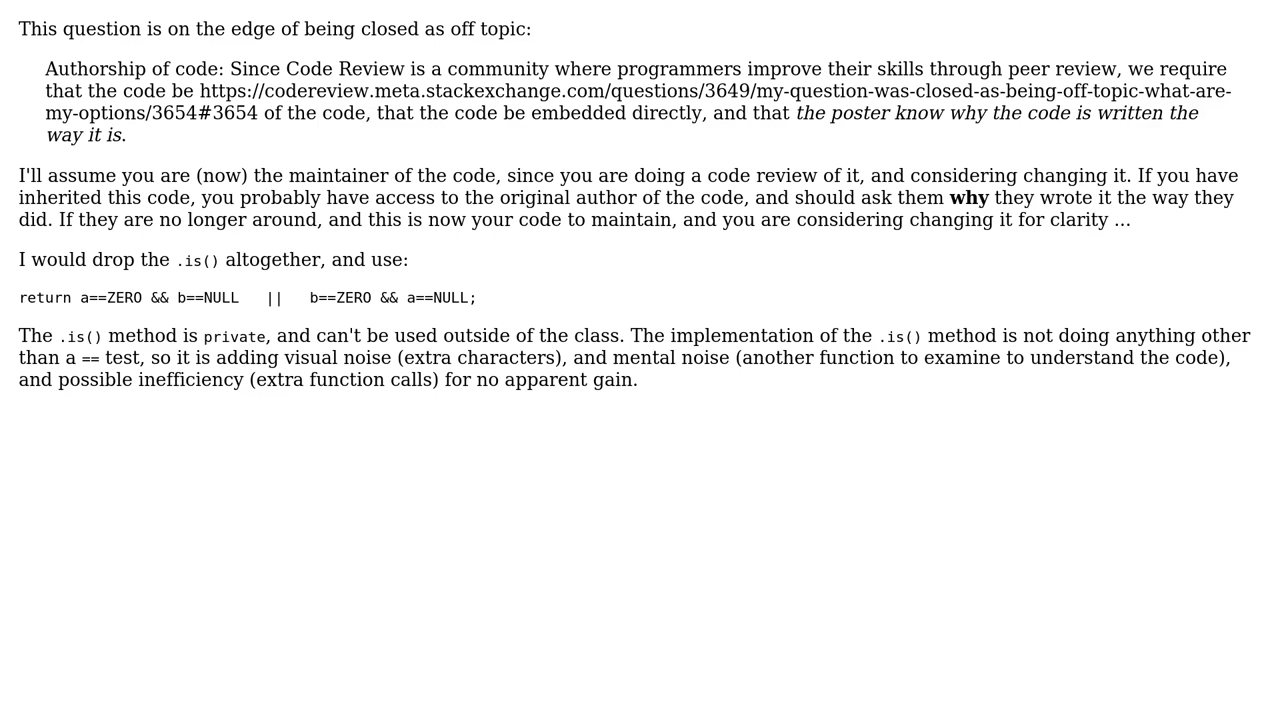 This question is on the edge of being closed as off topic:
Authorship of code: Since Code Review is a community where programmers improve their skills through peer review, we require
that the code be https://codereview.meta.stackexchange.com/questions/3649/my-question-was-closed-as-being-off-topic-what-are-
my-options/3654#3654 of the code, that the code be embedded directly, and that the poster know why the code is written the
way it is.
I'll assume you are (now) the maintainer of the code, since you are doing a code review of it, and considering changing it. If you have
inherited this code, you probably have access to the original author of the code, and should ask them why they wrote it the way they
did. If they are no longer around, and this is now your code to maintain, and you are considering changing it for clarity ...
I would drop the .is() altogether, and use:
return a==ZERO && b==NULL   ||   b==ZERO && a==NULL;
The .is() method is private, and can't be used outside of the class. The implementation of the .is() method is not doing anything other
than a == test, so it is adding visual noise (extra characters), and mental noise (another function to examine to understand the code),
and possible inefficiency (extra function calls) for no apparent gain.